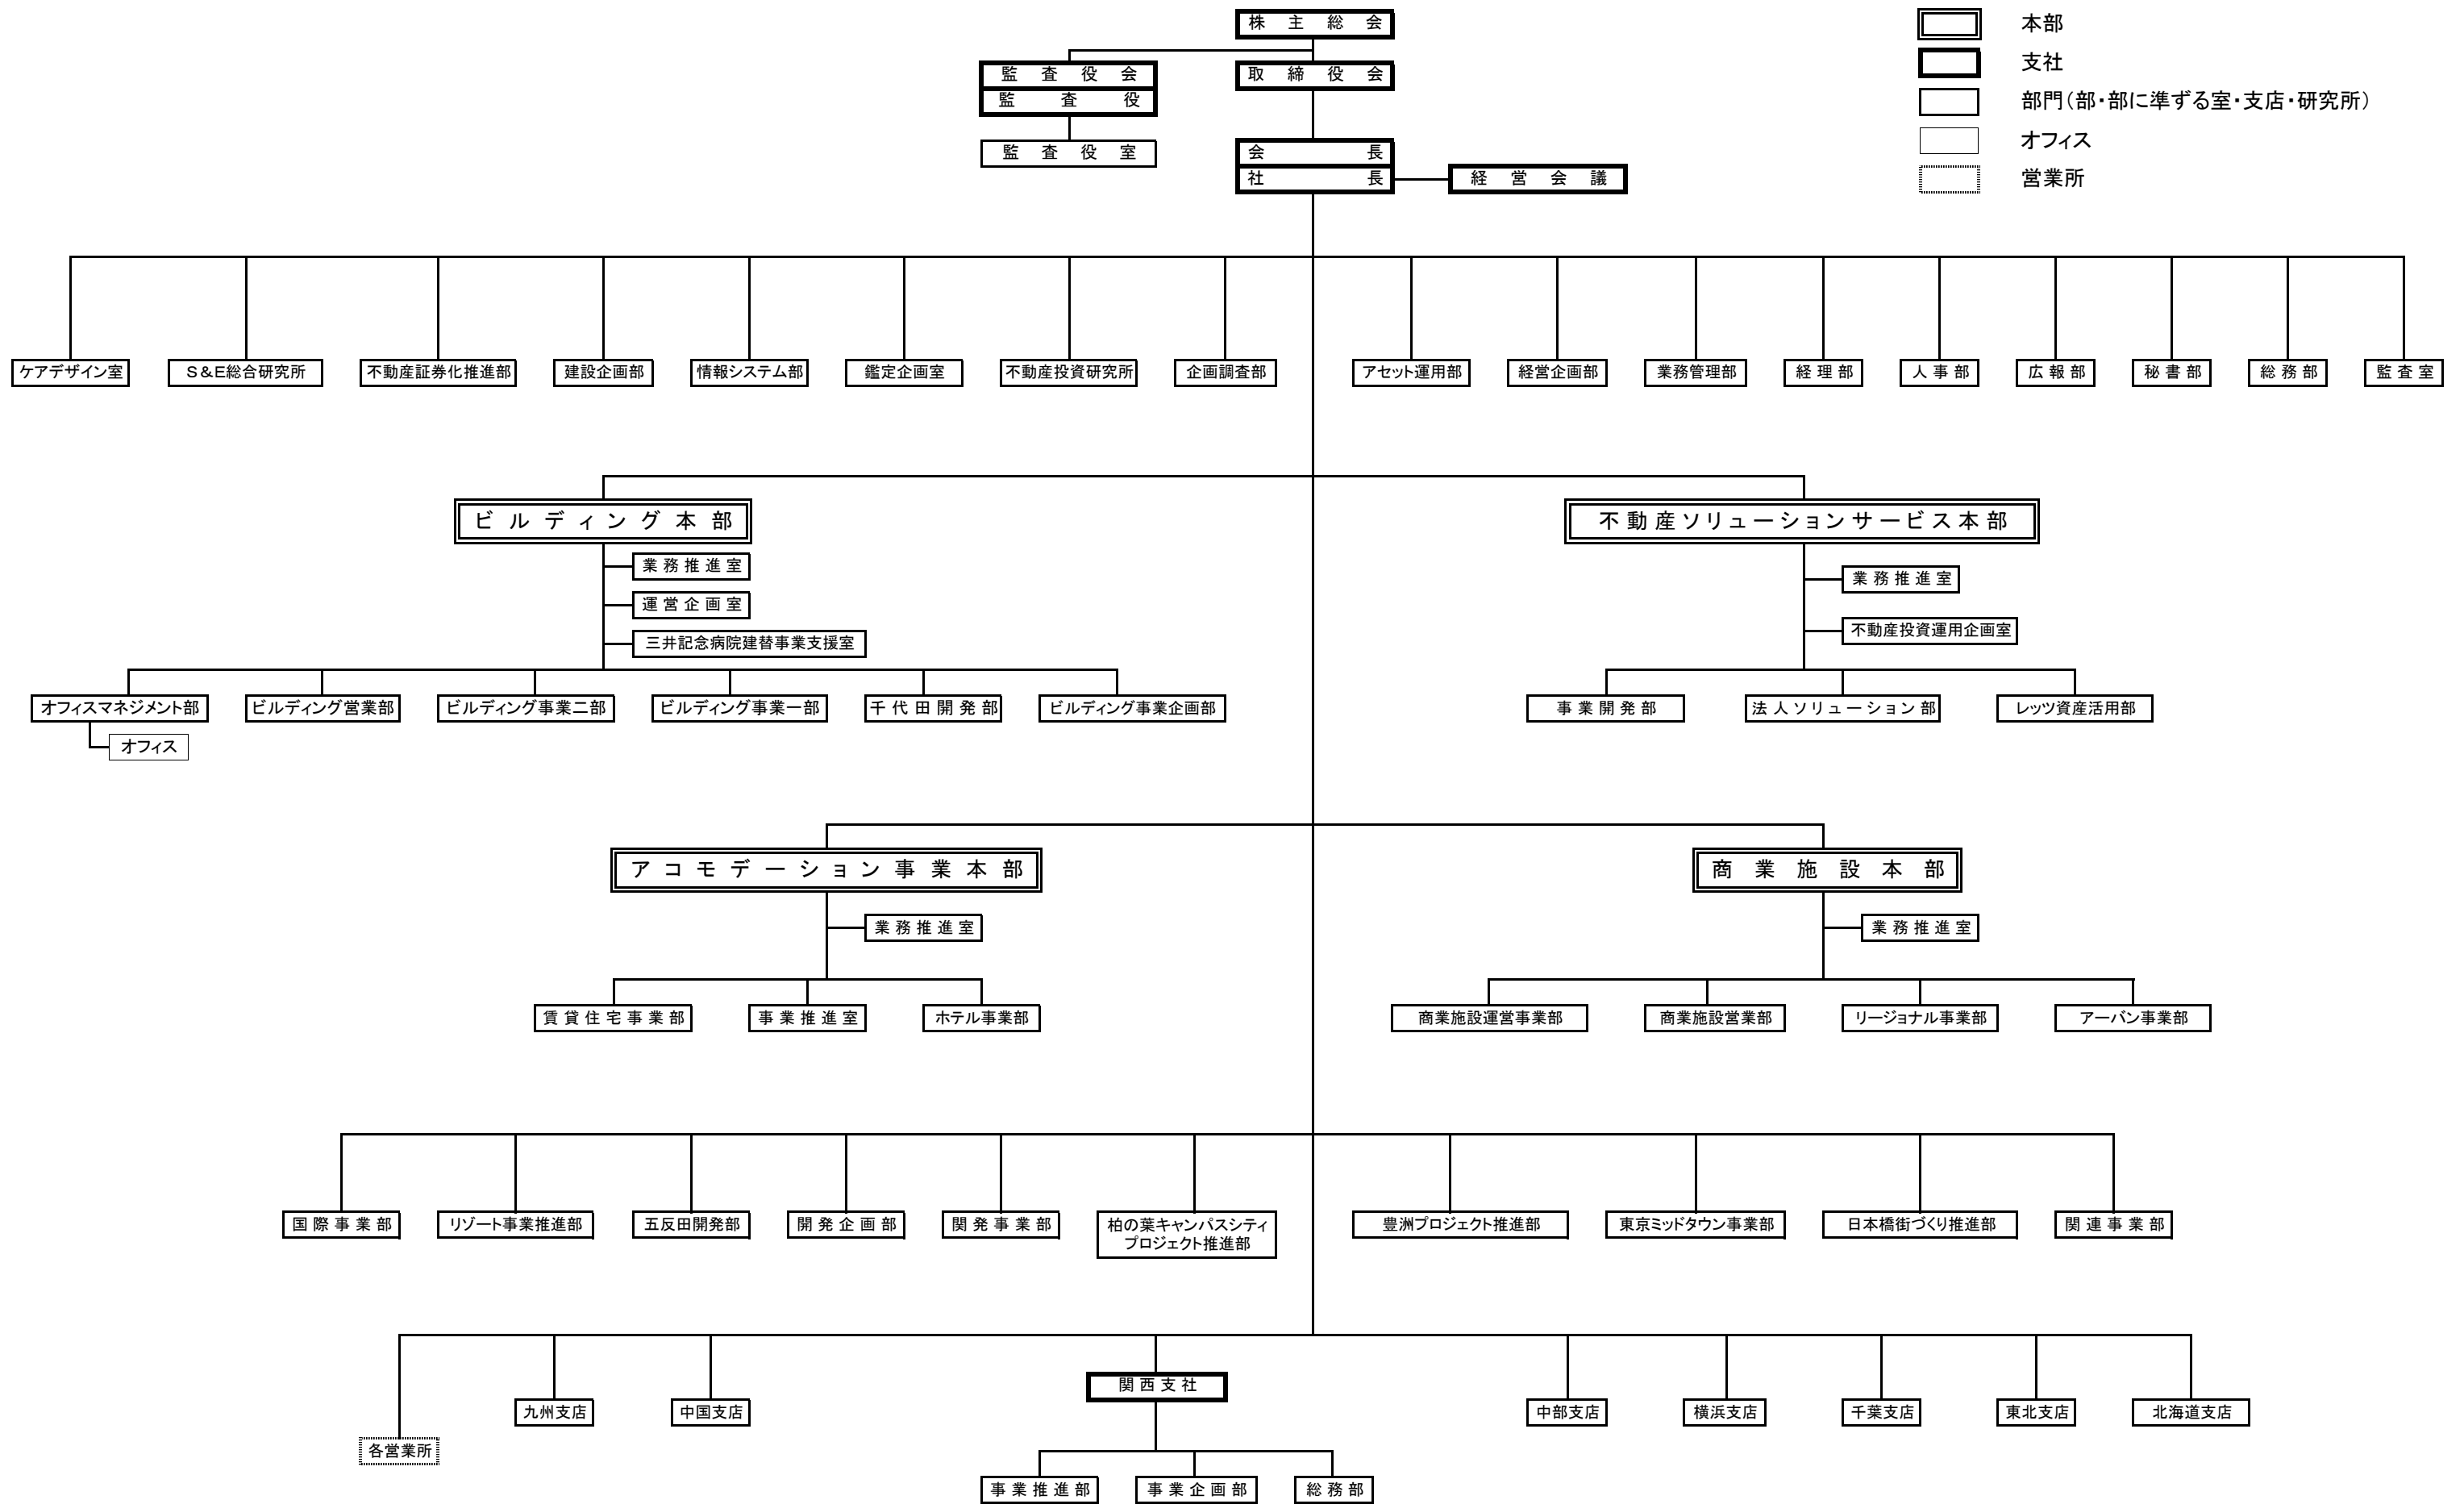 株主総会
監査役会
監査役
監査役室
取締役会
会長
社長
経営会議
本部
支社
部門(部・部に準ずる室・支店・研究所)
オフィス
営業所
ケアデザイン室
S&E総合研究所
不動産証券化推進部
建設企画部
情報システム部
鑑定企画室
不動産投資研究所
企画調査部
アセット運用部
経営企画部
業務管理部
経理部
人事部
広報部
秘書部
総務部
監査室
ビルディング本部
業務推進室
運営企画室
三井記念病院建替事業支援室
オフィスマネジメント部
ビルディング営業部
ビルディング事業二部
ビルディング事業一部
千代田開発部
ビルディング事業企画部
オフィス
不動産ソリューションサービス本部
業務推進室
不動産投資運用企画室
事業開発部
法人ソリューション部
レッツ資産活用部
アコモデーション事業本部
業務推進室
賃貸住宅事業部
事業推進室
ホテル事業部
商業施設本部
業務推進室
商業施設運営事業部
商業施設営業部
リージョナル事業部
アーバン事業部
国際事業部
リゾート事業推進部
五反田開発部
開発企画部
関発事業部
柏の葉キャンパスシティ
プロジェクト推進部
豊洲プロジェクト推進部
東京ミッドタウン事業部
日本橋街づくり推進部
関連事業部
各営業所
九州支店
中国支店
関西支社
事業推進部
事業企画部
総務部
中部支店
横浜支店
千葉支店
東北支店
北海道支店